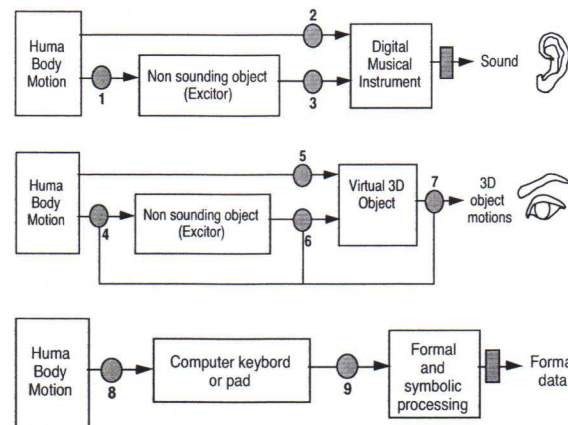 Huma
Body
Motion
1
2
Non sounding object
(Excitor)
3
Digital
Musical
Instrument
Sound
Huma
Body
Motion
4
5
Non sounding object
(Excitor)
6
Virtual 3D
Object
7
3D
object
motions
Huma
Body
Motion
8
Computer keybord
or pad
9
Formal
and
symbolic
processing
Forma
data